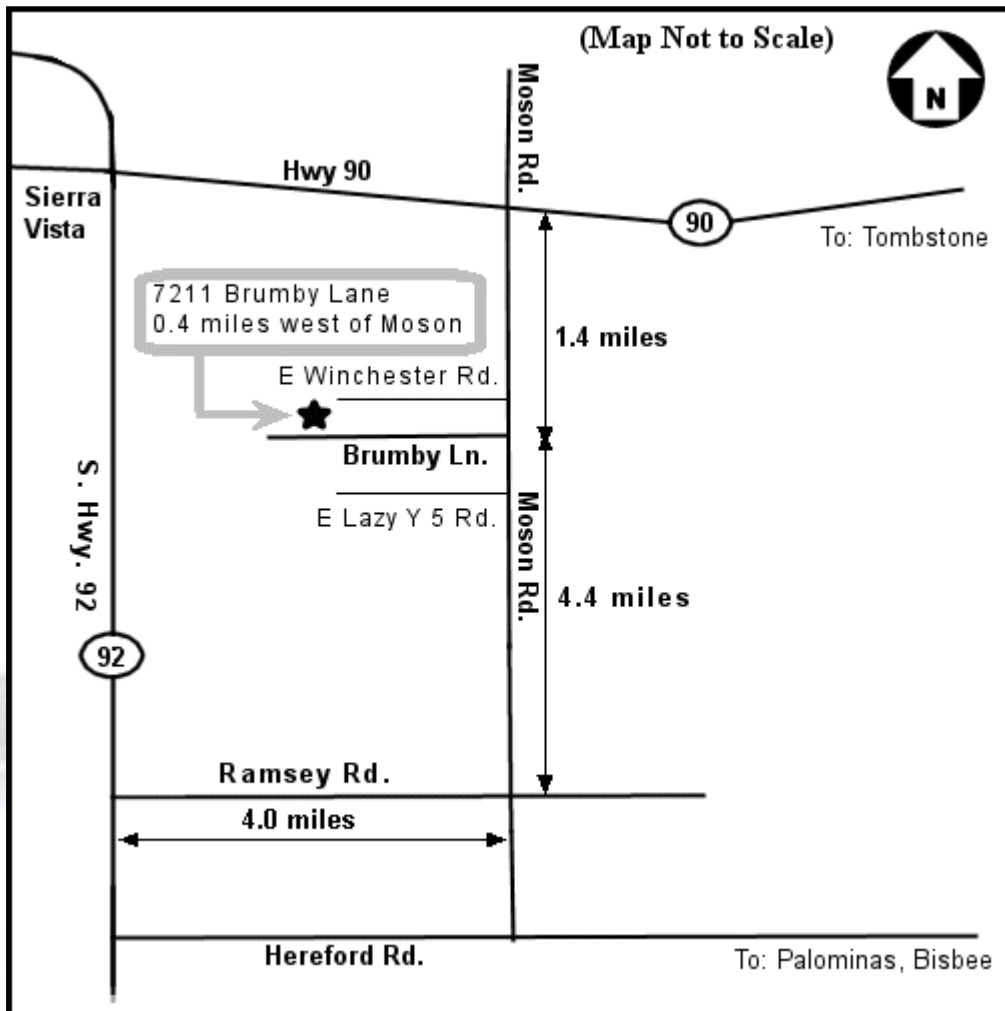 (Map Not to Scale)
N
Moson Rd.
Hwy 90
Sierra
Vista
90
To: Tombstone
7211 Brumby Lane
0.4 miles west of Moson
1.4 miles
E Winchester Rd.
Brumby Ln.
E Lazy Y 5 Rd.
Moson Rd.
S. Hwy. 92
4.4 miles
92
Ramsey Rd.
4.0 miles
Hereford Rd.
To: Palominas, Bisbee